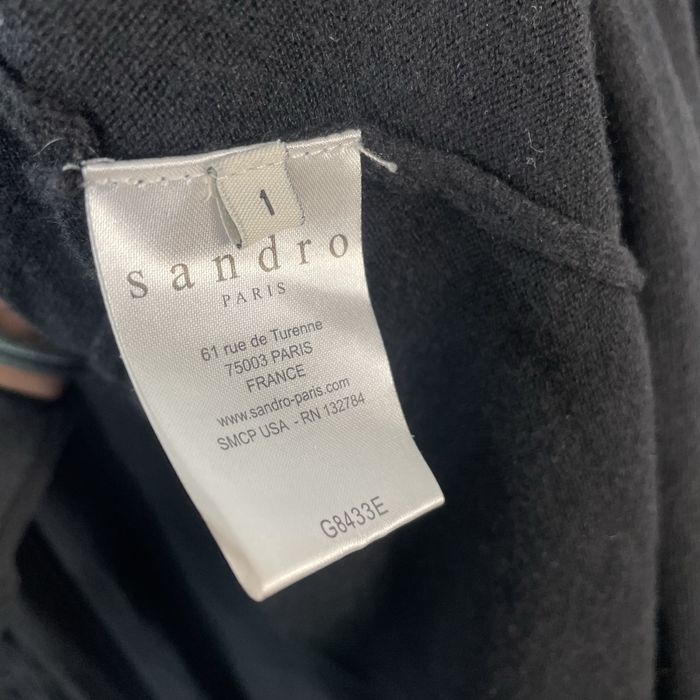 1
sandro
PARIS
61 rue de Turenne
75003 PARIS
FRANCE
www.sandro-paris.com
SMCP USA - RN 132784
G8433E